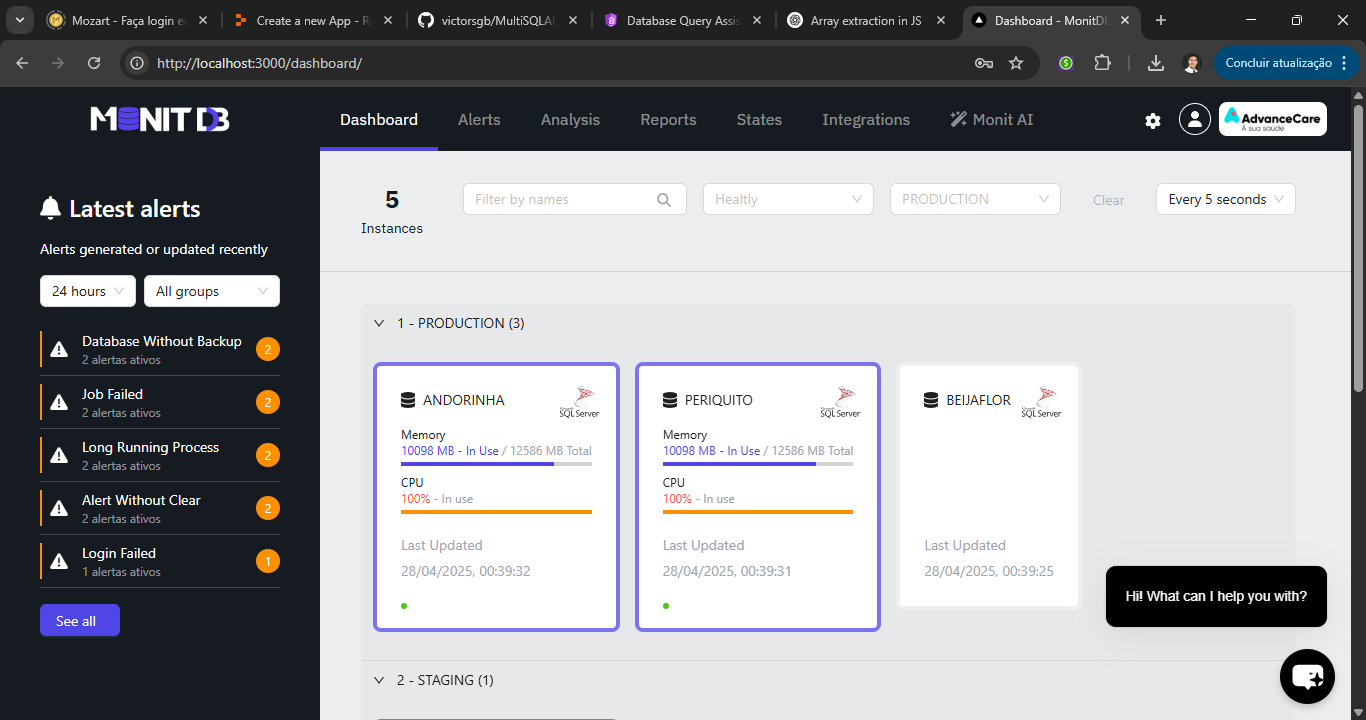 Mozart - Faça login e
Create a new App - R
victorsgb/MultiSQLAl
Database Query Assis
Array extraction in JS
Dashboard - MonitDB
http://localhost:3000/dashboard/
Concluir atualização
MONIT DB
Dashboard
Alerts
Analysis
Reports
States
Integrations
Monit AI
AdvanceCare
A sua saúde
Latest alerts
Alerts generated or updated recently
24 hours
All groups
Database Without Backup
2 alertas ativos
2
Job Failed
2 alertas ativos
2
Long Running Process
2 alertas ativos
2
Alert Without Clear
2 alertas ativos
2
Login Failed
1 alertas ativos
1
See all
5
Instances
Filter by names
Healtly
PRODUCTION
Clear
Every 5 seconds
1 - PRODUCTION (3)
ANDORINHA
SQL Server
Memory
10098 MB - In Use / 12586 MB Total
CPU
100% - In use
Last Updated
28/04/2025, 00:39:32
PERIQUITO
SQL Server
Memory
10098 MB - In Use / 12586 MB Total
CPU
100% - In use
Last Updated
28/04/2025, 00:39:31
BEIJAFLOR
SQL Server
Last Updated
28/04/2025, 00:39:25
Hi! What can I help you with?
2 - STAGING (1)